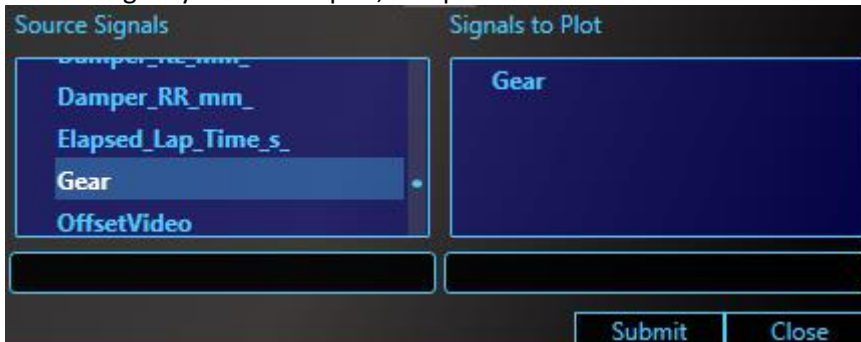 Source Signals
Signals to Plot
Damper_RR_mm_
Elapsed_Lap_Time_s_
Gear
OffsetVideo
Gear
Submit
Close